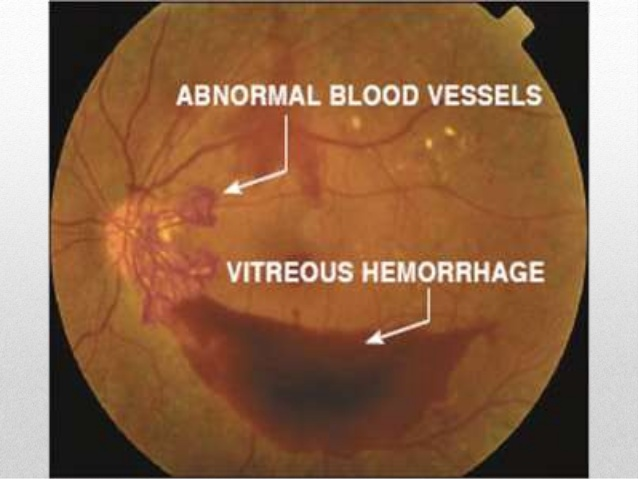 ABNORMAL BLOOD VESSELS
VITREOUS HEMORRHAGE